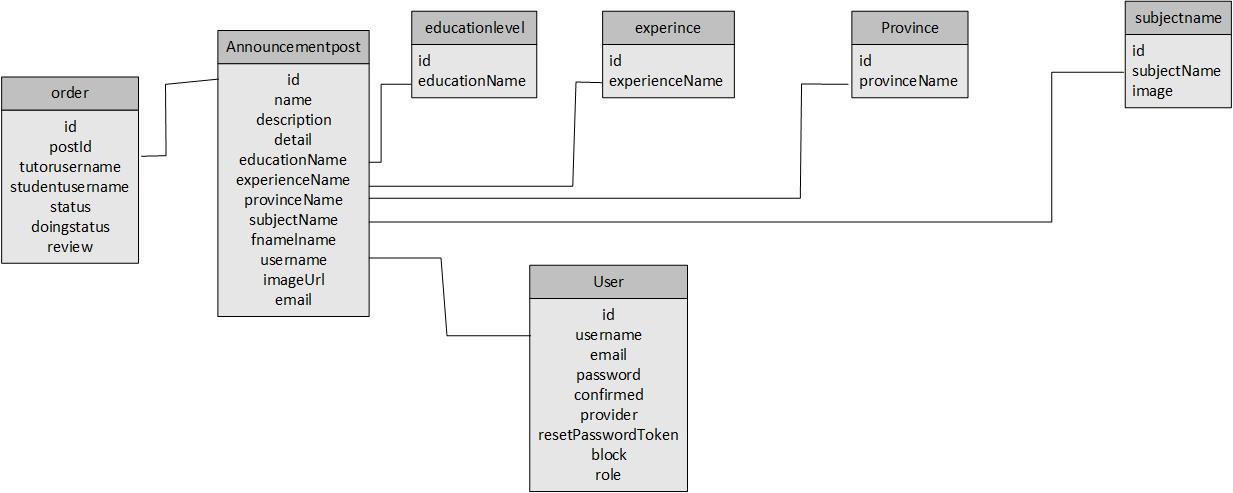 order
id
postId
tutorusername
studentusername
status
doingstatus
review
Announcementpost
id
name
description
detail
educationName
experienceName
provinceName
subjectName
fnamelname
username
imageUrl
email
educationlevel
id
educationName
experince
id
experienceName
Province
id
provinceName
subjectname
id
subjectName
image
User
id
username
email
password
confirmed
provider
resetPasswordToken
block
role